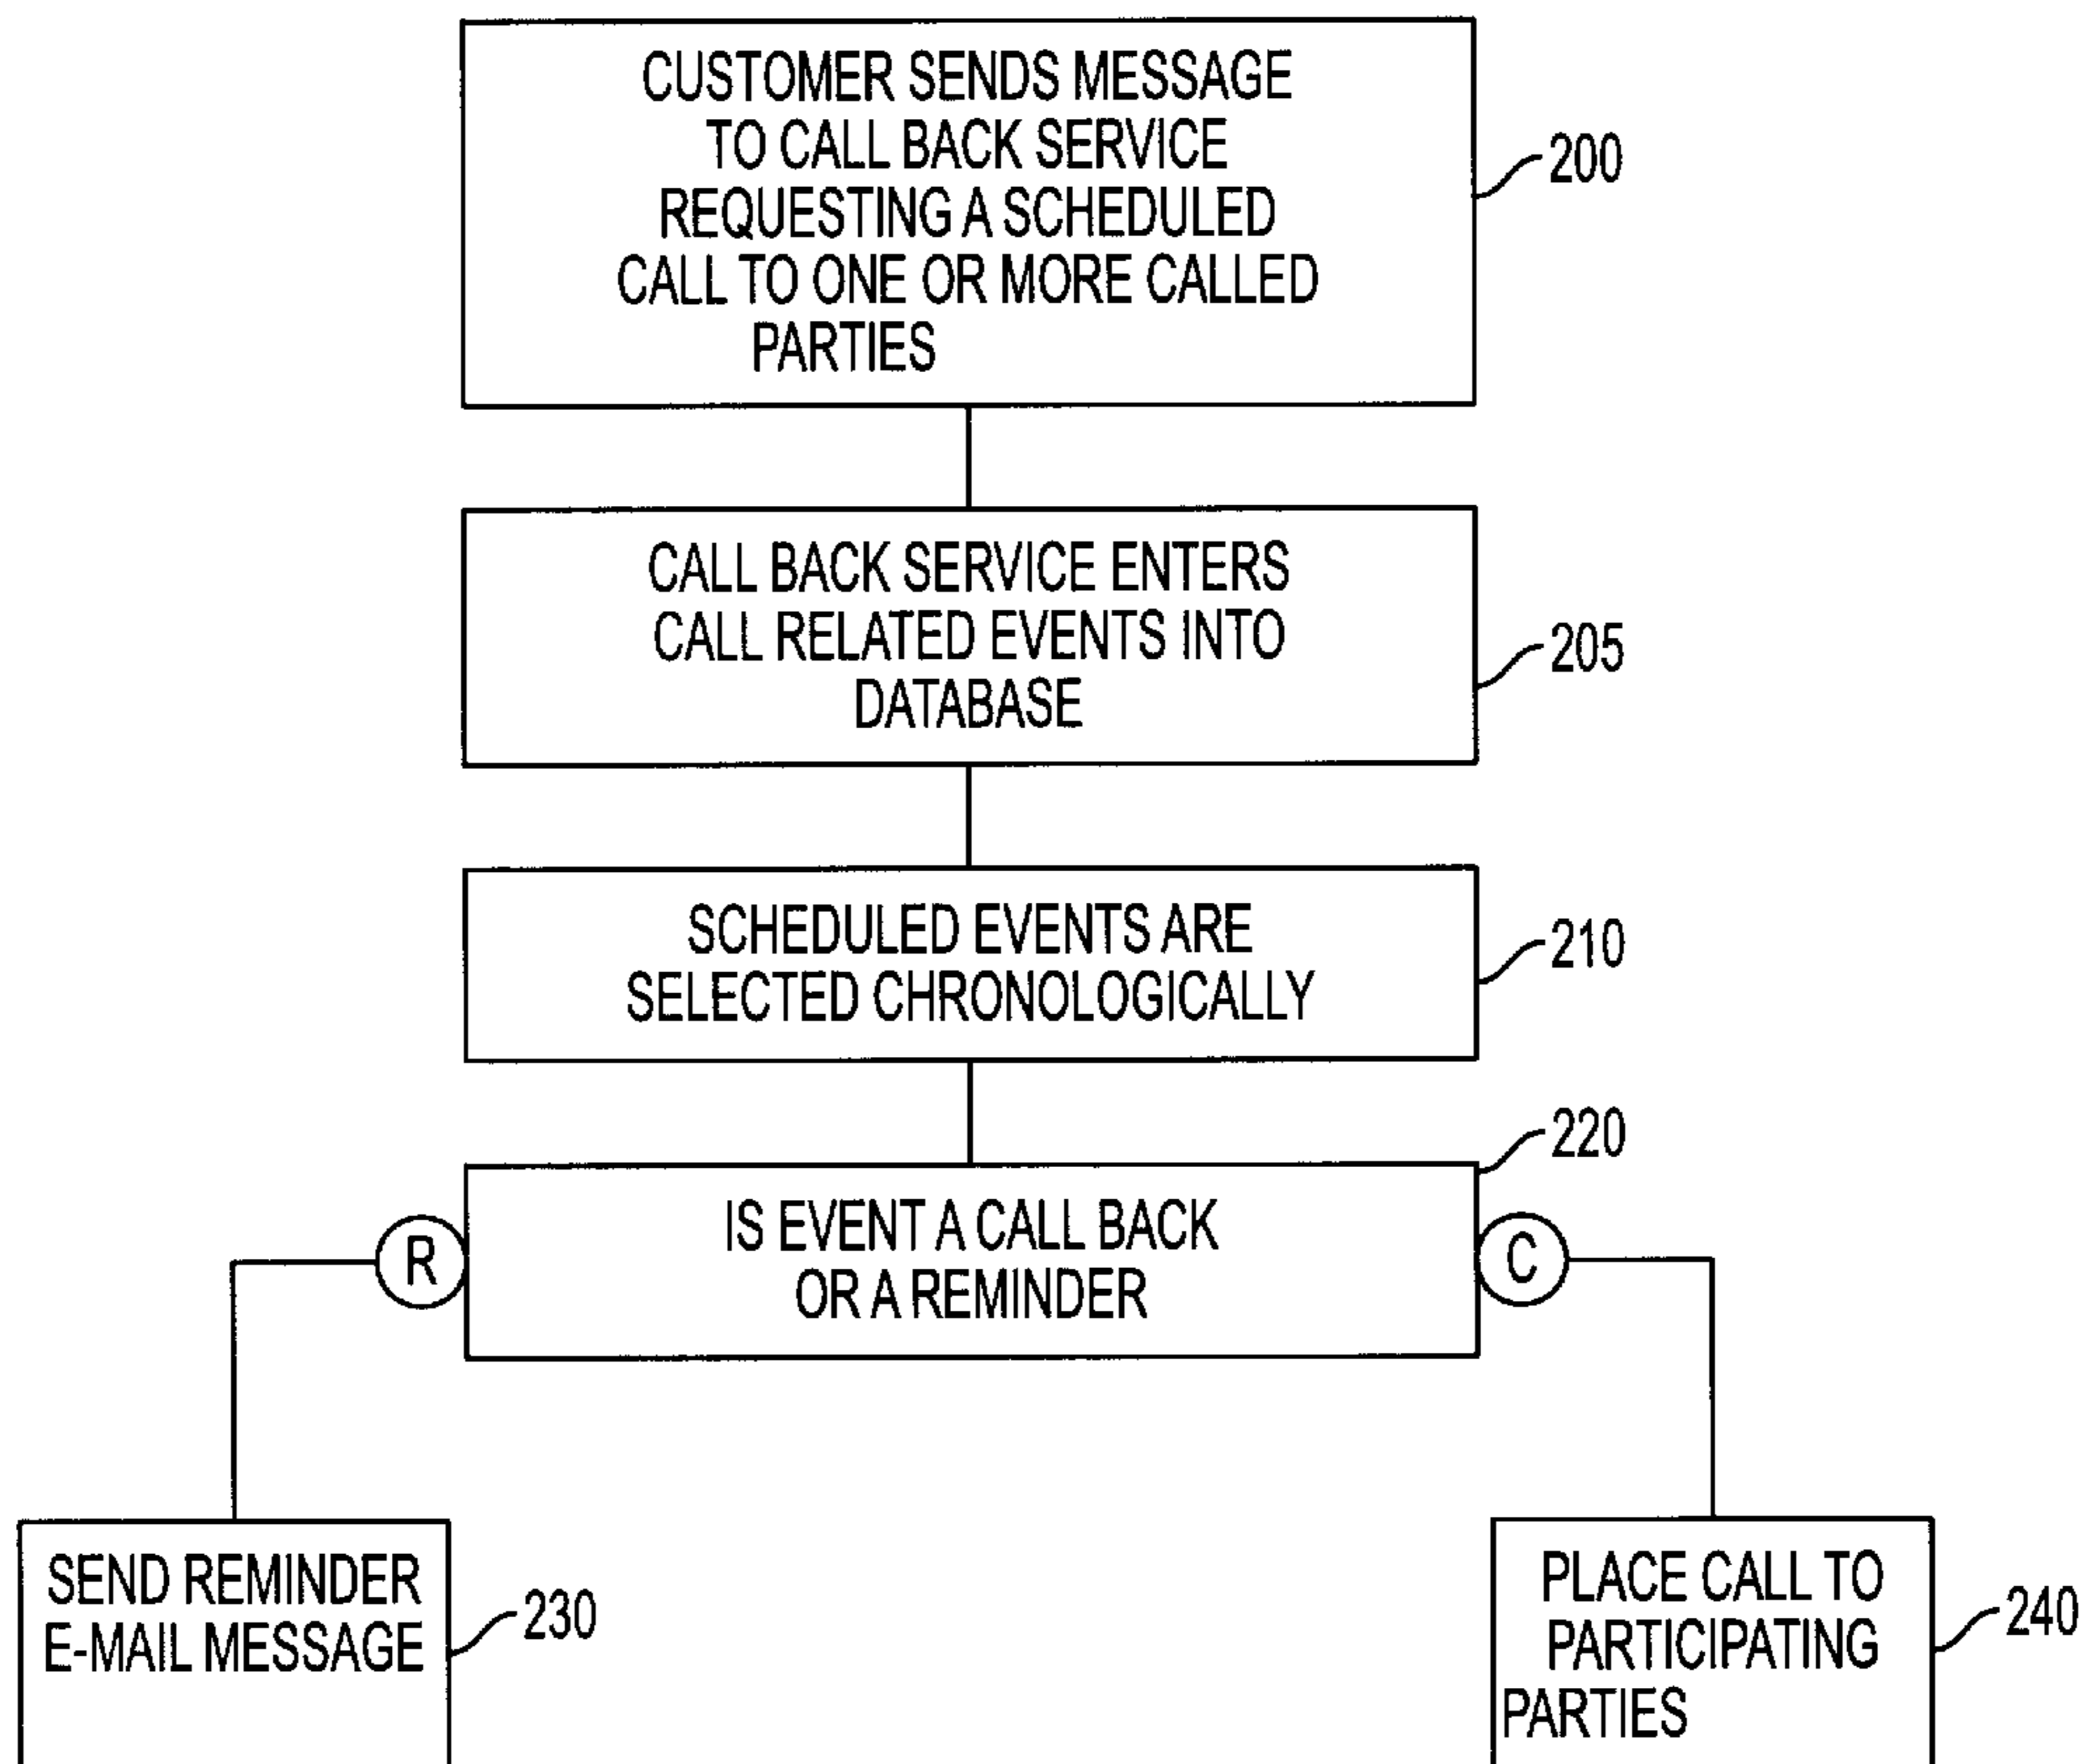 CUSTOMER SENDS MESSAGE
TO CALL BACK SERVICE
REQUESTING A SCHEDULED
CALL TO ONE OR MORE CALLED
PARTIES
200
CALL BACK SERVICE ENTERS
CALL RELATED EVENTS INTO
DATABASE
205
SCHEDULED EVENTS ARE
SELECTED CHRONOLOGICALLY
210
220
IS EVENT A CALL BACK
OR A REMINDER
R
C
SEND REMINDER
E-MAIL MESSAGE
230
PLACE CALL TO
PARTICIPATING
PARTIES
240